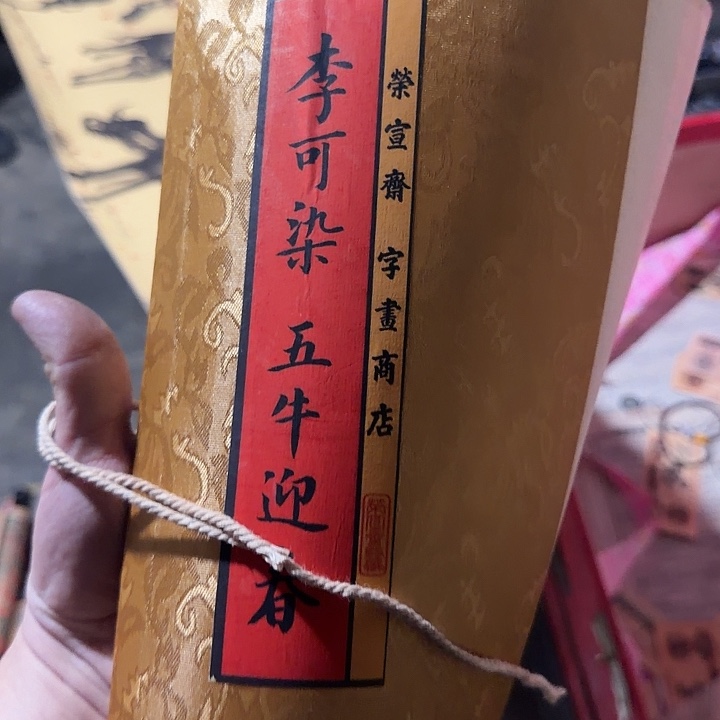 李可染 五牛迎春
榮宣齋 字畫商店